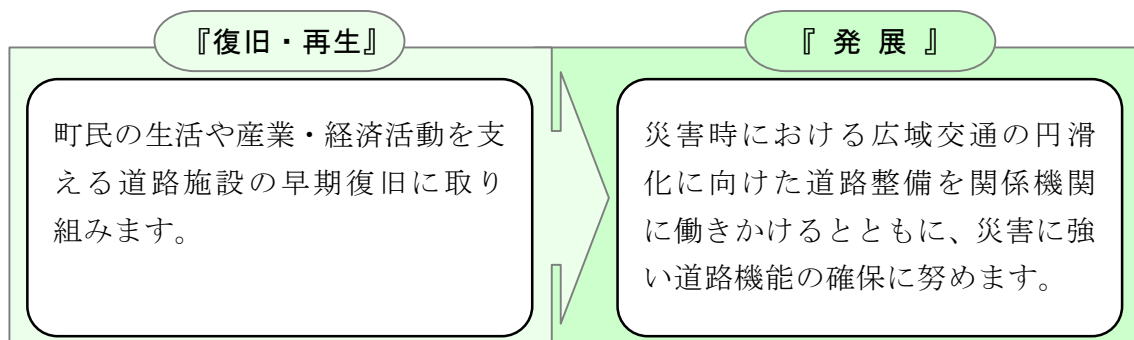 『復旧・再生』
町民の生活や産業・経済活動を支
える道路施設の早期復旧に取り
組みます。
『 発 展 』
災害時における広域交通の円滑
化に向けた道路整備を関係機関
に働きかけるとともに、災害に強
い道路機能の確保に努めます。